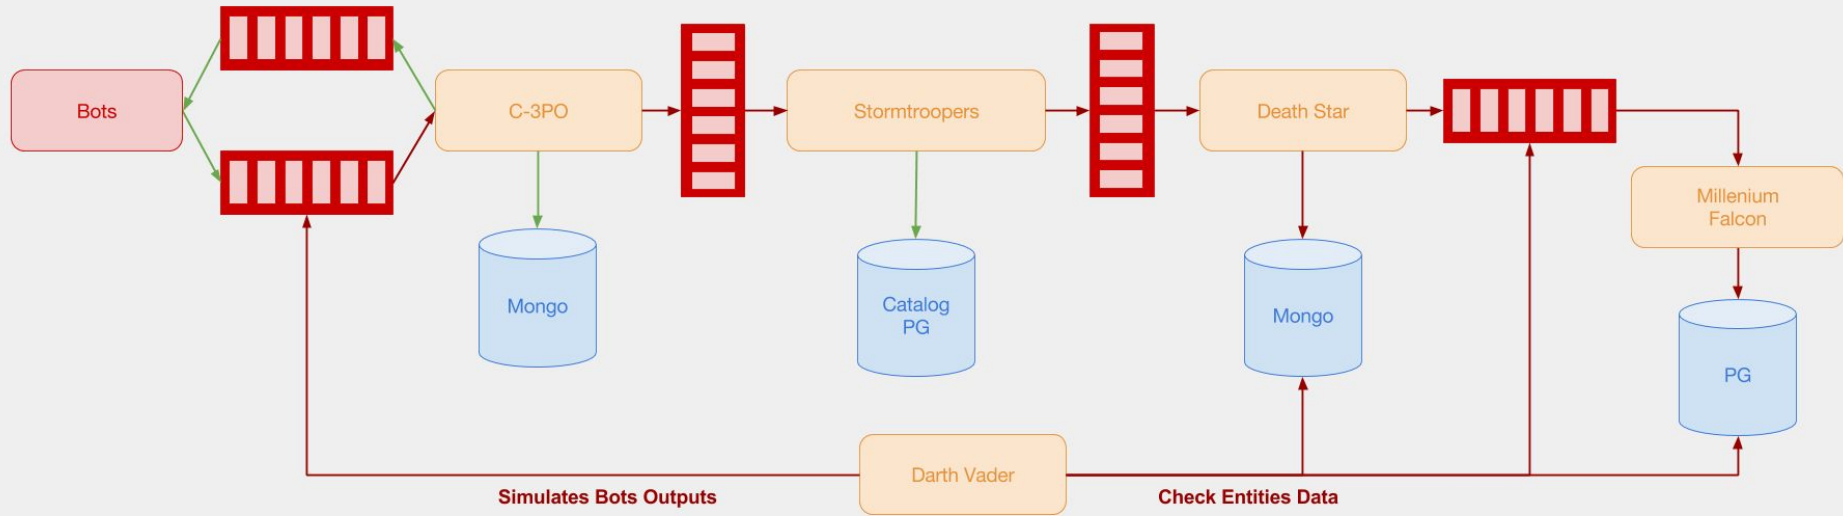 Bots
C-3PO
Stormtroopers
Death Star
Millenium
Falcon
Mongo
Catalog
PG
Mongo
PG
Darth Vader
Simulates Bots Outputs
Check Entities Data